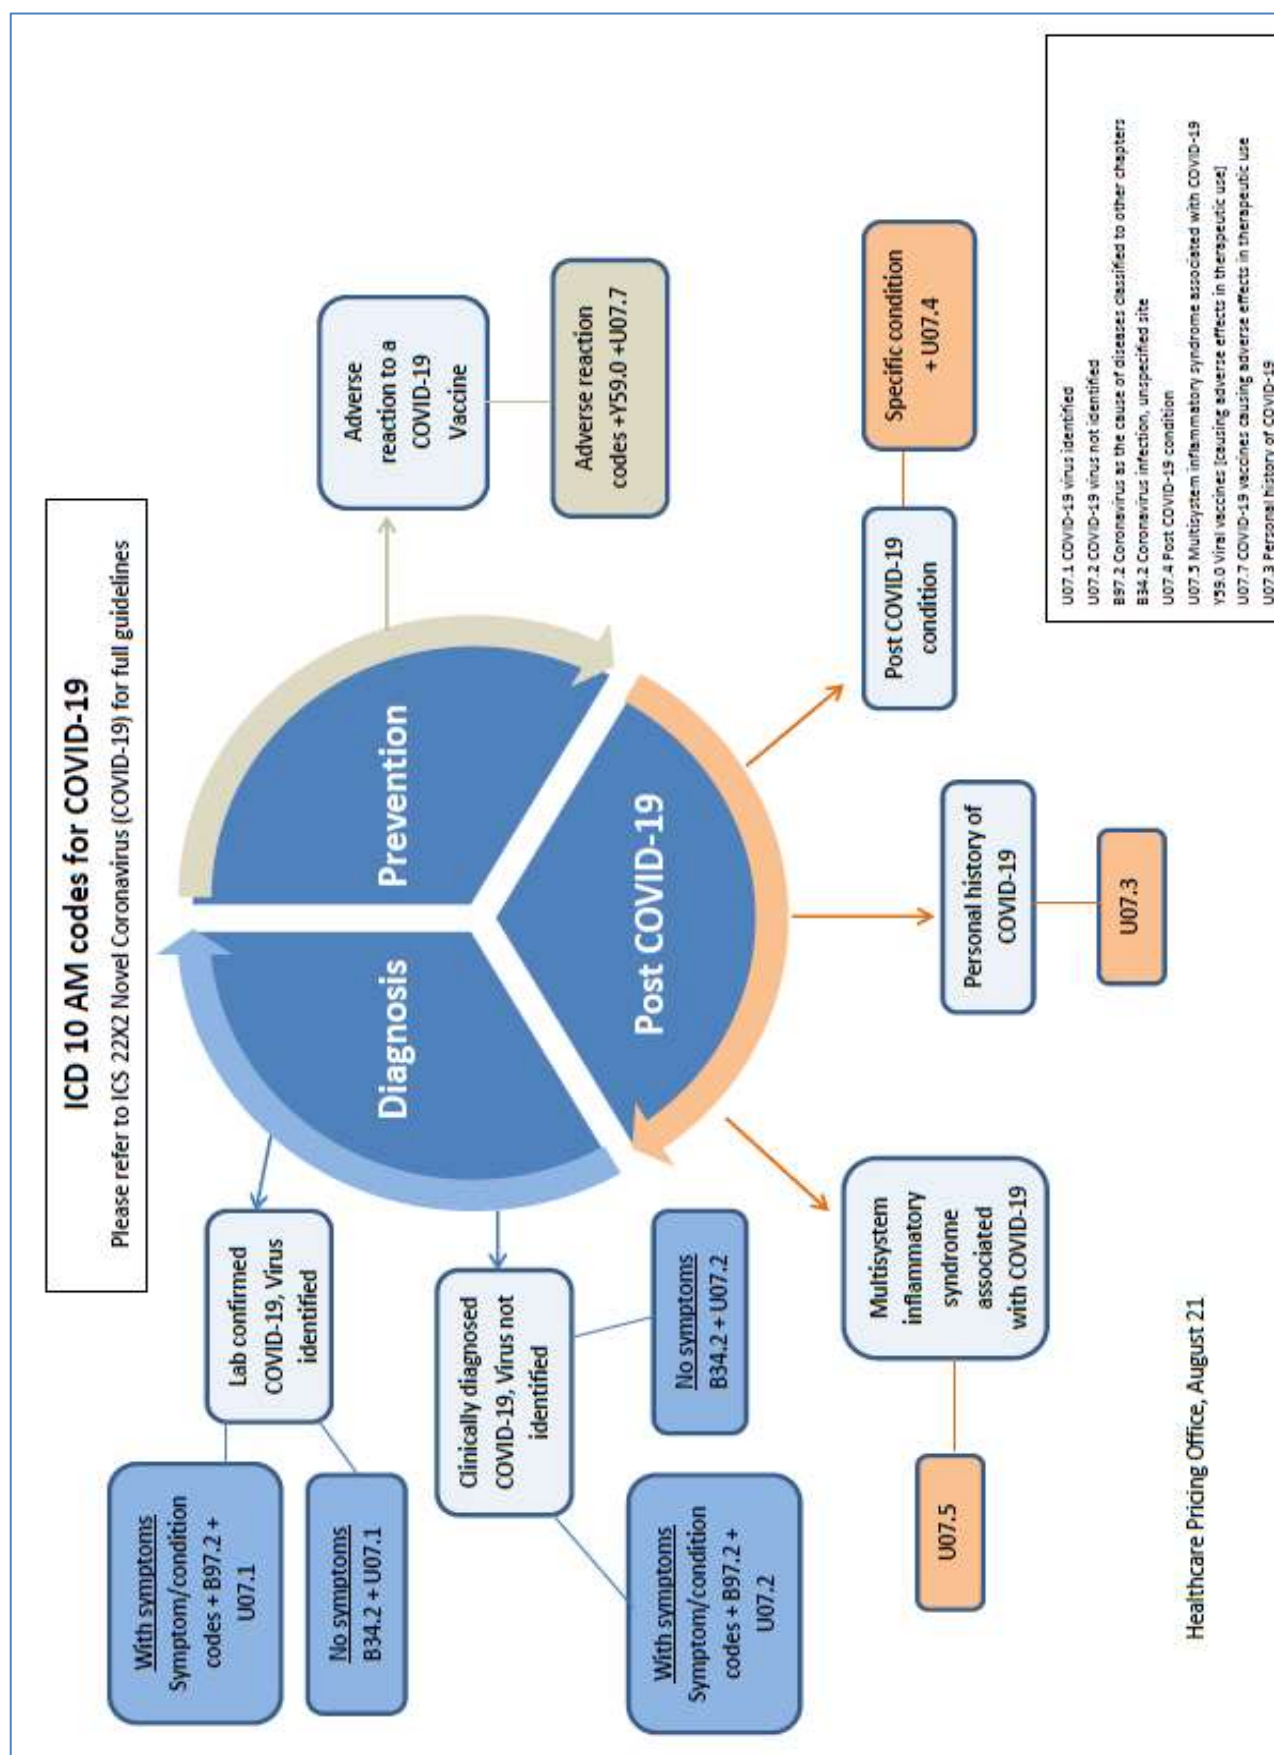 ICD 10 AM codes for COVID-19
Please refer to ICS 22X2 Novel Coronavirus (COVID-19) for full guidelines
With symptoms
Symptom/condition
codes + B97.2 +
U07.1
No symptoms
B34.2 + U07.1
Lab confirmed
COVID-19, Virus
identified
Clinically diagnosed
COVID-19, Virus not
identified
With symptoms
Symptom/condition
codes + B97.2 +
U07.2
No symptoms
B34.2 + U07.2
Diagnosis
Prevention
Post COVID-19
Adverse
reaction to a
COVID-19
Vaccine
Adverse reaction
codes +Y59.0 +U07.7
Multisystem
inflammatory
syndrome
associated
with COVID-19
U07.5
Personal history of
COVID-19
U07.3
Post COVID-19
condition
Specific condition
+ U07.4
U07.1 COVID-19 virus identified
U07.2 COVID-19 virus not identified
B97.2 Coronavirus as the cause of diseases classified to other chapters
B34.2 Coronavirus infection, unspecified site
U07.4 Post COVID-19 condition
U07.5 Multisystem inflammatory syndrome associated with COVID-19
Y59.0 Viral vaccines [causing adverse effects in therapeutic use]
U07.7 COVID-19 vaccines causing adverse effects in therapeutic use
U07.3 Personal history of COVID-19
Healthcare Pricing Office, August 21